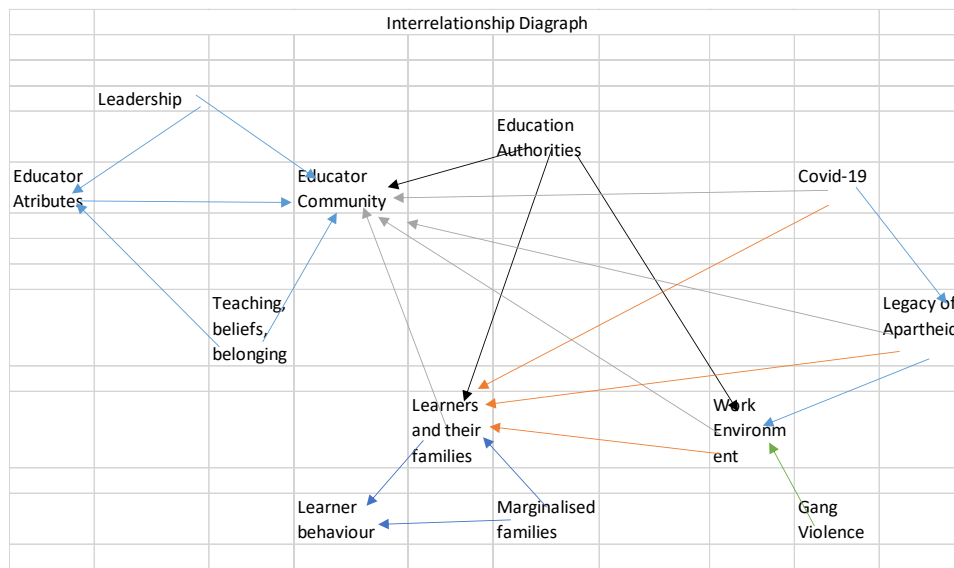 Interrelationship Diagraph
Leadership
Education
Authorities
Educator
Atributes
Educator
Community
Covid-19
Teaching,
beliefs,
belonging
Legacy of
Apartheid
Learners
and their
families
Work
Environm
ent
Learner
behaviour
Marginalised
families
Gang
Violence